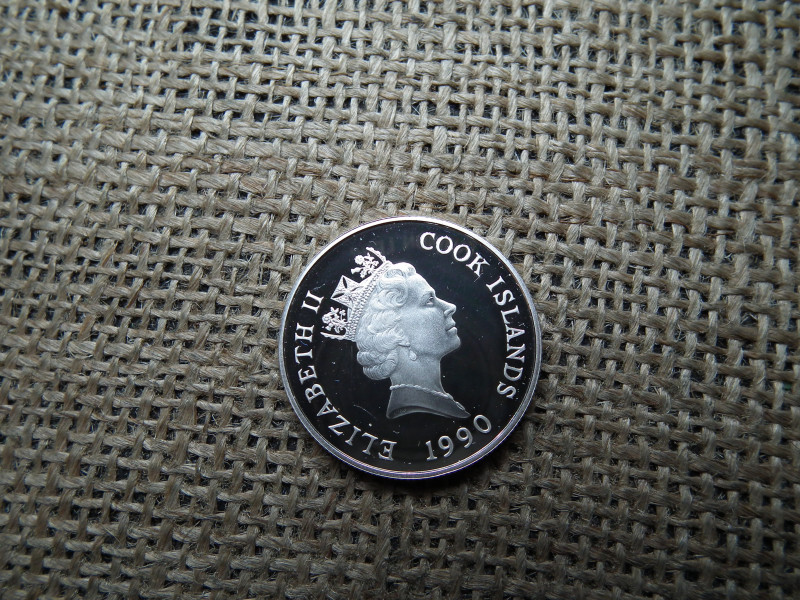 ELIZABETH II
COOK ISLANDS
1990